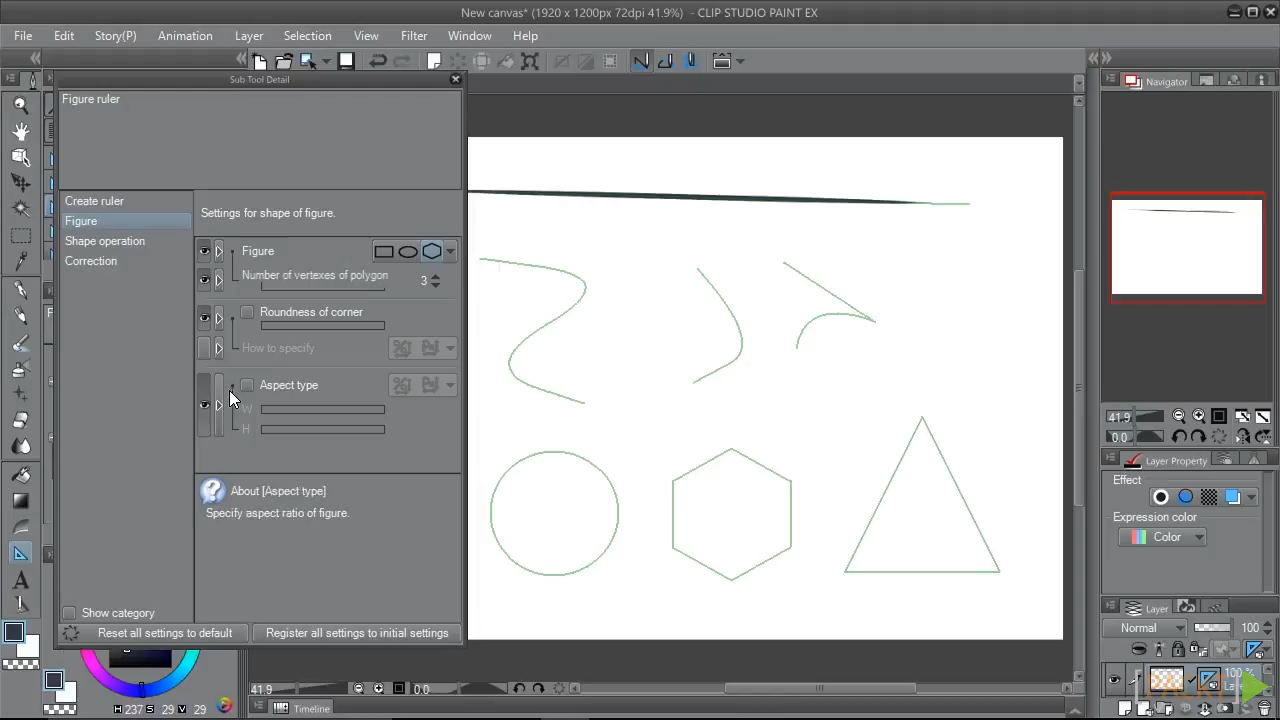 New canvas* (1920 x 1200px 72dpi 41.9%) - CLIP STUDIO PAINT EX
File Edit Story(P) Animation Layer Selection View Filter Window Help
Sub Tool Detail
Navigator
Figure ruler
Create ruler
Figure
Shape operation
Correction
Settings for shape of figure.
Figure
Number of vertexes of polygon 3
Roundness of corner
How to specify
Aspect type
W
H
About [Aspect type]
Specify aspect ratio of figure.
Show category
Reset all settings to default Register all settings to initial settings
41.9
0.0
Layer Property
Effect
Expression color
Color
Layer
Normal 100
100 %
Laye
41.9 0.0
Timeline
H 237 S 29 V 29